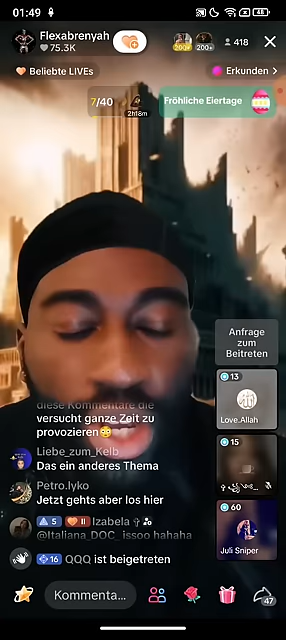 01:49
48
Flexabrenyah
75.3K
200+
200+
418
Beliebte LIVEs
Erkunden
7/40
2h18m
Fröhliche Eiertage
Anfrage
zum
Beitreten
13
Love.Allah
15
60
Juli Sniper
diese Kommentare die
versucht ganze Zeit zu
provozieren😳
Liebe_zum_Kelb
Das ein anderes Thema
Petro.lyko
Jetzt gehts aber los hier
5 II Izabela
@Italiana_DOC_ issoo hahaha
16 QQQ ist beigetreten
Kommenta...
47